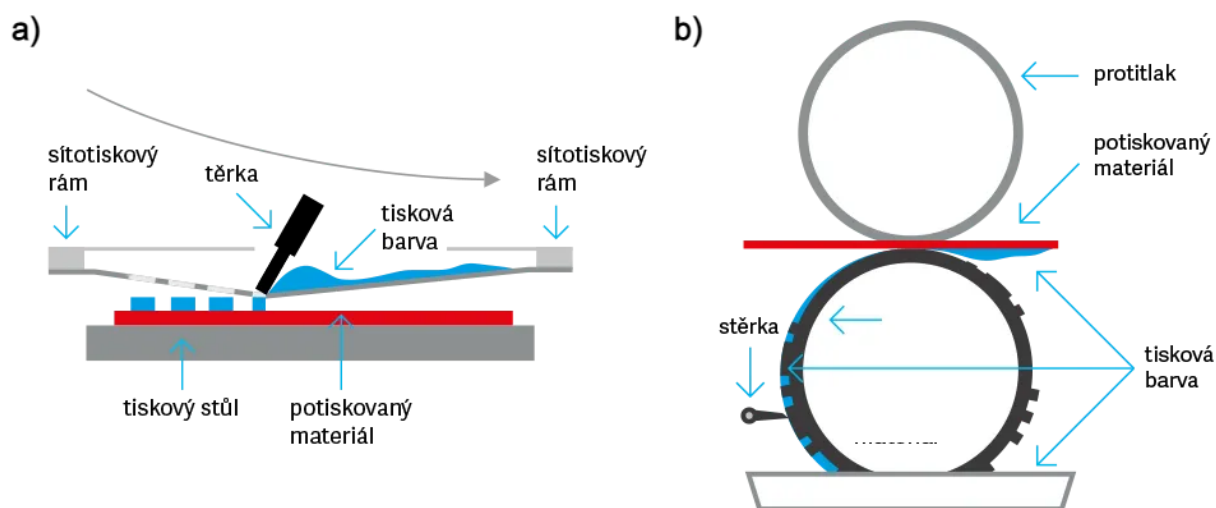 a)
sítotiskový
rám
těrka
tisková
barva
sítotiskový
rám
tiskový stůl
potiskovaný
materiál
b)
protitlak
potiskovaný
materiál
stěrka
tisková
barva